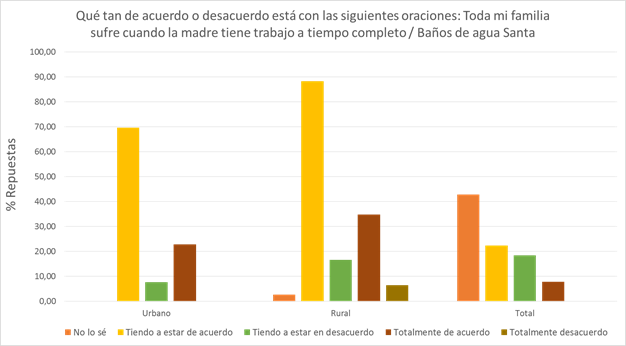 Qué tan de acuerdo o desacuerdo está con las siguientes oraciones: Toda mi familia
sufre cuando la madre tiene trabajo a tiempo completo / Baños de agua Santa
% Repuestas
100,00
90,00
80,00
70,00
60,00
50,00
40,00
30,00
20,00
10,00
0,00
Urbano Rural Total
No lo sé Tiendo a estar de acuerdo Tiendo a estar en desacuerdo Totalmente de acuerdo Totalmente desacuerdo